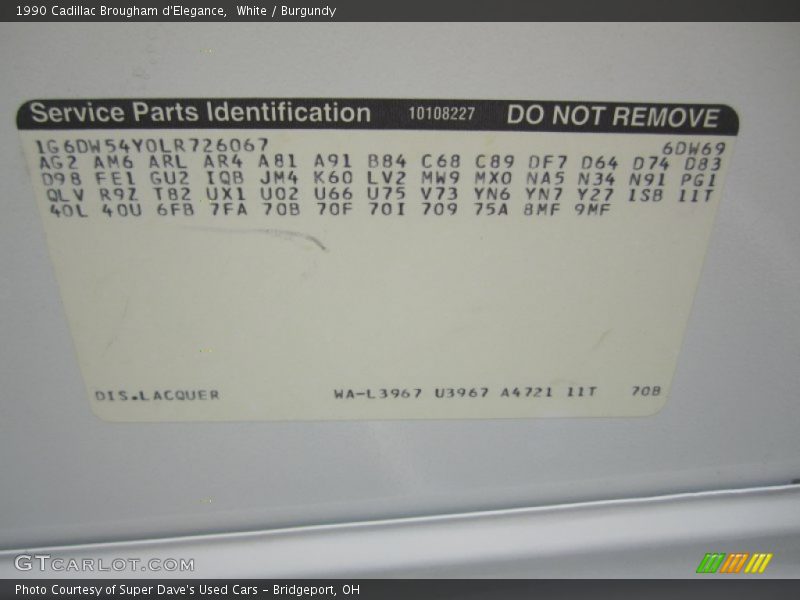 1990 Cadillac Brougham d'Elegance, White / Burgundy
Service Parts Identification 10108227 DO NOT REMOVE
1G6DW54Y0LR726067 6DW69
AG2 AM6 ARL AR4 A81 A91 B84 C68 C89 DF7 D64 D74 D83
D98 FE1 GU2 IQB JM4 K60 LV2 MW9 MX0 NA5 N34 N91 PG1
QLV R9Z T82 UX1 U02 U66 U75 V73 YN6 YN7 Y27 1SB 11T
40L 40U 6FB 7FA 70B 70F 70I 709 75A 8MF 9MF
DIS.LACQUER WA-L3967 U3967 A4721 11T 70B
GTCARLOT.COM
Photo Courtesy of Super Dave's Used Cars - Bridgeport, OH